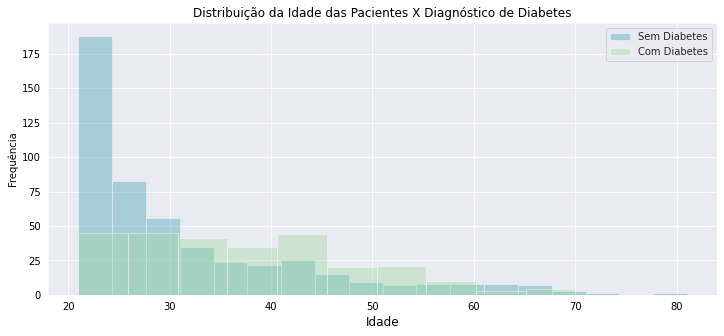 Distribuição da Idade das Pacientes X Diagnóstico de Diabetes
Sem Diabetes
Com Diabetes
175
150
125
100
75
50
25
0
Frequência
20 30 40 50 60 70 80
Idade